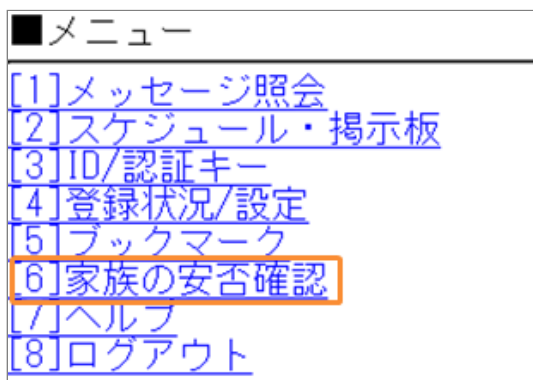 ■メニュー
[1]メッセージ照会
[2]スケジュール・掲示板
[3]ID/認証キー
[4]登録状況/設定
[5]ブックマーク
[6]家族の安否確認
[7]ヘルプ
[8]ログアウト